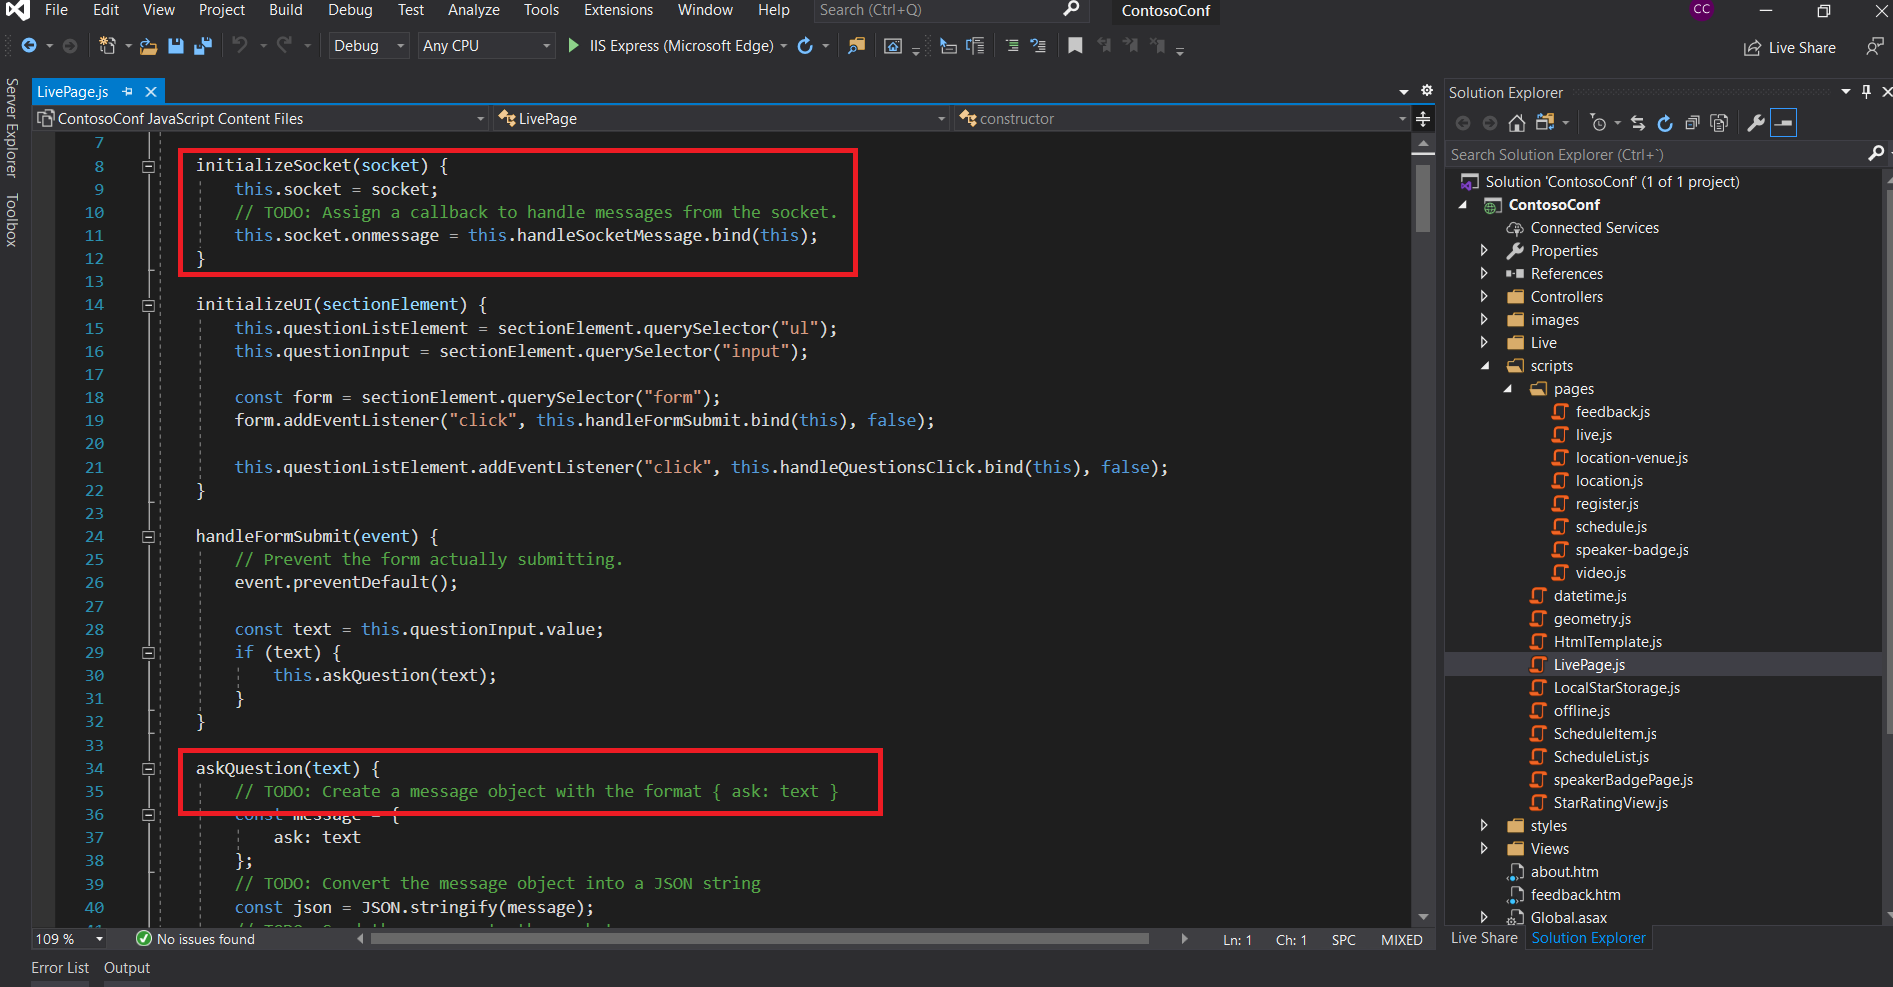 File Edit View Project Build Debug Test Analyze Tools Extensions Window Help Search (Ctrl+Q) ContosoConf CC
Debug Any CPU IIS Express (Microsoft Edge) Live Share
Server Explorer
Toolbox
LivePage.js
ContosoConf JavaScript Content Files LivePage constructor
7
8 initializeSocket(socket) {
9 this.socket = socket;
10 // TODO: Assign a callback to handle messages from the socket.
11 this.socket.onmessage = this.handleSocketMessage.bind(this);
12 }
13
14 initializeUI(sectionElement) {
15 this.questionListElement = sectionElement.querySelector("ul");
16 this.questionInput = sectionElement.querySelector("input");
17
18 const form = sectionElement.querySelector("form");
19 form.addEventListener("click", this.handleFormSubmit.bind(this), false);
20
21 this.questionListElement.addEventListener("click", this.handleQuestionsClick.bind(this), false);
22 }
23
24 handleFormSubmit(event) {
25 // Prevent the form actually submitting.
26 event.preventDefault();
27
28 const text = this.questionInput.value;
29 if (text) {
30 this.askQuestion(text);
31 }
32 }
33
34 askQuestion(text) {
35 // TODO: Create a message object with the format { ask: text }
36 const message = {
37 ask: text
38 };
39 // TODO: Convert the message object into a JSON string
40 const json = JSON.stringify(message);
109 % No issues found Ln: 1 Ch: 1 SPC MIXED
Error List Output
Solution Explorer
Search Solution Explorer (Ctrl+`)
Solution 'ContosoConf' (1 of 1 project)
ContosoConf
Connected Services
Properties
References
Controllers
images
Live
scripts
pages
feedback.js
live.js
location-venue.js
location.js
register.js
schedule.js
speaker-badge.js
video.js
datetime.js
geometry.js
HtmlTemplate.js
LivePage.js
LocalStarStorage.js
offline.js
ScheduleItem.js
ScheduleList.js
speakerBadgePage.js
StarRatingView.js
styles
Views
about.htm
feedback.htm
Global.asax
Live Share Solution Explorer